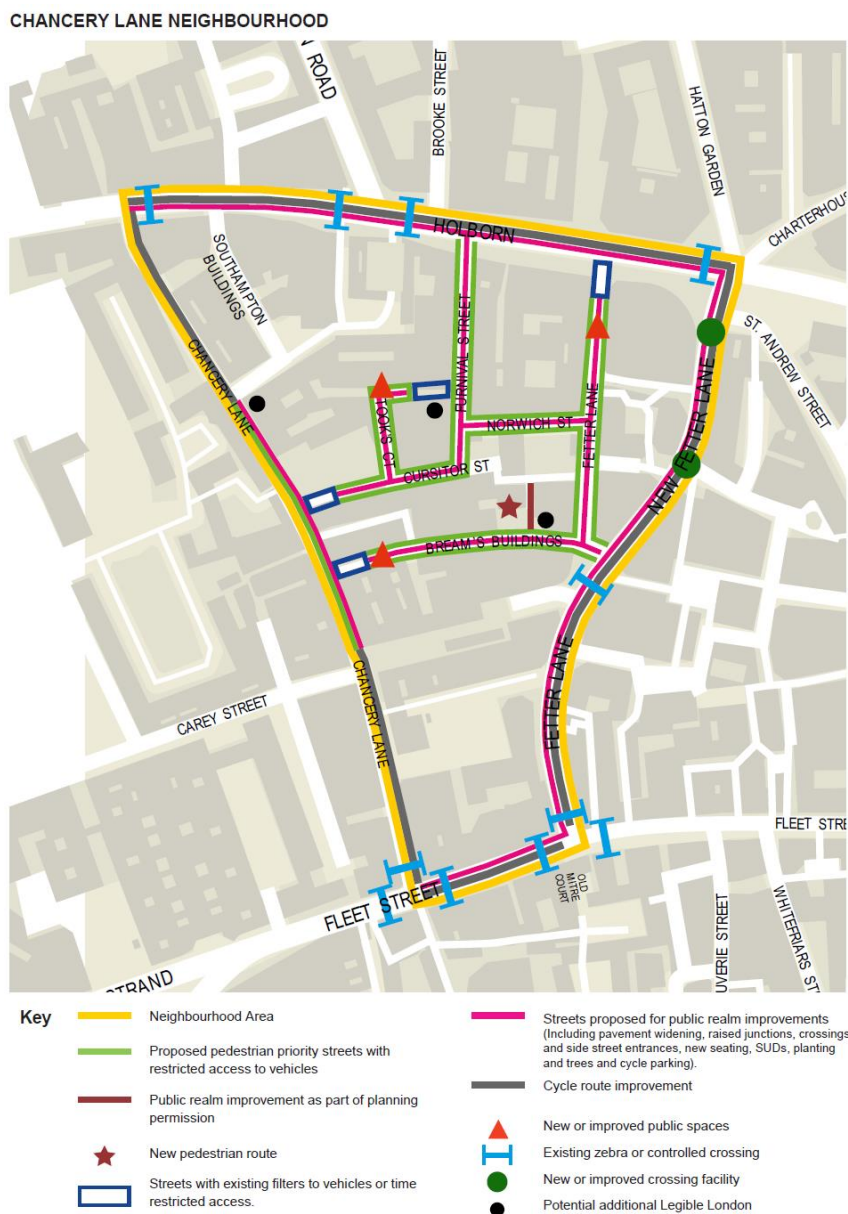 CHANCERY LANE NEIGHBOURHOOD
N ROAD
BROOKE STREET
HATTON GARDEN
CHARTERHOUS
HOLBORN
SOUTHAMPTON
BUILDINGS
CHANCERY LANE
FURNIVAL STREET
ST. ANDREW STREET
TOOK'S CT
NORWICH ST
FETTER LANE
NEW FETTER LANE
CURSITOR ST
BREAM'S BUILDINGS
CHANCERY LANE
CAREY STREET
FETTER LANE
FLEET STRE
OLD
MITRE
COURT
FLEET STREET
STRAND
UVERIE STREET
WHITEFRIARS ST
Key
Neighbourhood Area
Proposed pedestrian priority streets with
restricted access to vehicles
Public realm improvement as part of planning
permission
New pedestrian route
Streets with existing filters to vehicles or time
restricted access.
Streets proposed for public realm improvements
(Including pavement widening, raised junctions, crossings
and side street entrances, new seating, SUDs, planting
and trees and cycle parking).
Cycle route improvement
New or improved public spaces
Existing zebra or controlled crossing
New or improved crossing facility
Potential additional Legible London